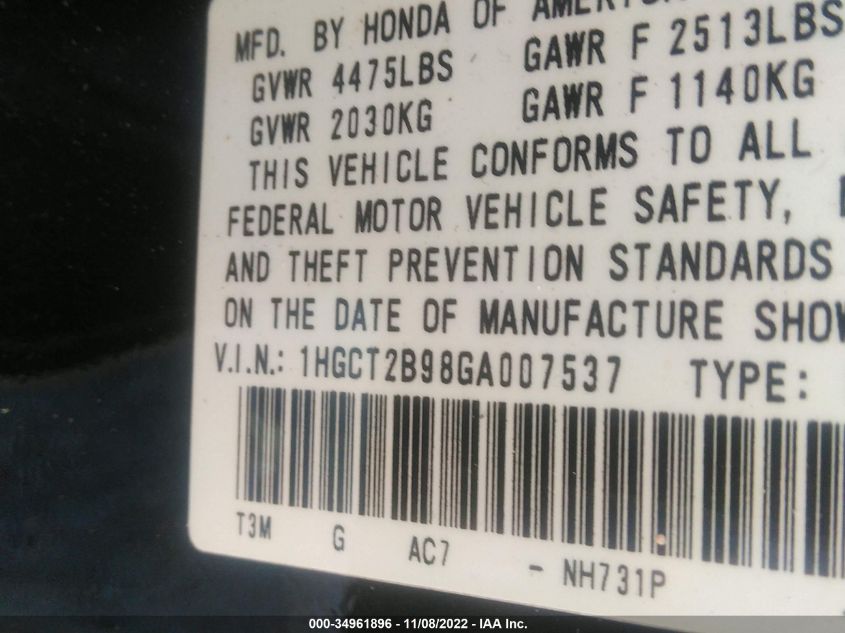 MFD. BY HONDA OF
GVWR 4475LBS GAWR F 2513LBS
GVWR 2030KG GAWR F 1140KG
THIS VEHICLE CONFORMS TO ALL
FEDERAL MOTOR VEHICLE SAFETY,
AND THEFT PREVENTION STANDARDS
ON THE DATE OF MANUFACTURE
V.I.N.: 1HGCT2B98GA007537 TYPE:
T3M G AC7 - NH731P
000-34961896 - 11/08/2022 - IAA Inc.